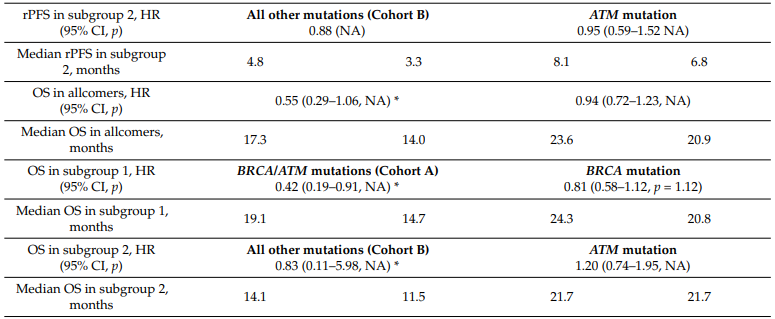 rPFS in subgroup 2, HR
(95% CI, p)
All other mutations (Cohort B)
0.88 (NA)
ATM mutation
0.95 (0.59–1.52 NA)
Median rPFS in subgroup
2, months
4.8
3.3
8.1
6.8
OS in allcomers, HR
(95% CI, p)
0.55 (0.29–1.06, NA) *
0.94 (0.72–1.23, NA)
Median OS in allcomers,
months
17.3
14.0
23.6
20.9
OS in subgroup 1, HR
(95% CI, p)
BRCA/ATM mutations (Cohort A)
0.42 (0.19–0.91, NA) *
BRCA mutation
0.81 (0.58–1.12, p = 1.12)
Median OS in subgroup 1,
months
19.1
14.7
24.3
20.8
OS in subgroup 2, HR
(95% CI, p)
All other mutations (Cohort B)
0.83 (0.11–5.98, NA) *
ATM mutation
1.20 (0.74–1.95, NA)
Median OS in subgroup 2,
months
14.1
11.5
21.7
21.7